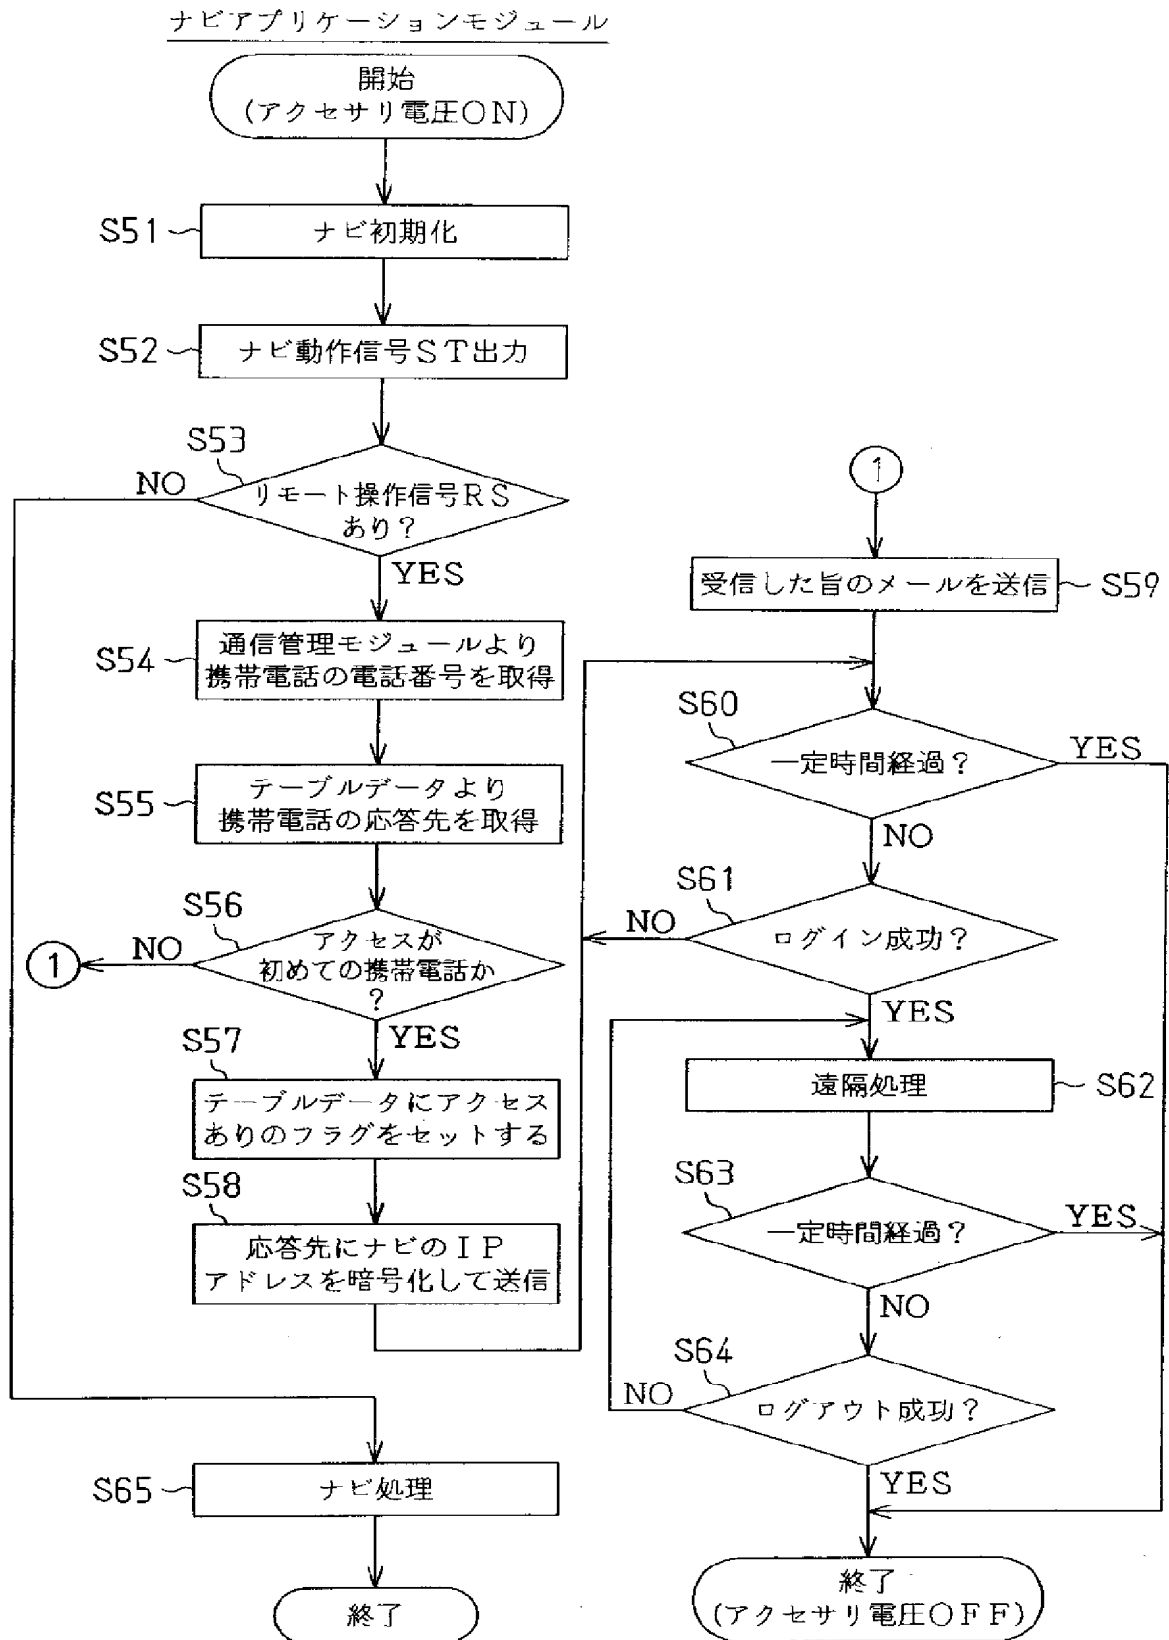 ナビアプリケーションモジュール
開始
(アクセサリ電圧ON)
S51
ナビ初期化
S52
ナビ動作信号ST出力
S53
NO
リモート操作信号RS
あり?
YES
S54
通信管理モジュールより
携帯電話の電話番号を取得
S55
テーブルデータより
携帯電話の応答先を取得
S56
1
NO
アクセスが
初めての携帯電話か
?
YES
S57
テーブルデータにアクセス
ありのフラグをセットする
S58
応答先にナビのIP
アドレスを暗号化して送信
S65
ナビ処理
終了
1
受信した旨のメールを送信
S59
S60
一定時間経過?
YES
NO
S61
NO
ログイン成功?
YES
遠隔処理
S62
S63
一定時間経過?
YES
NO
S64
NO
ログアウト成功?
YES
終了
(アクセサリ電圧OFF)